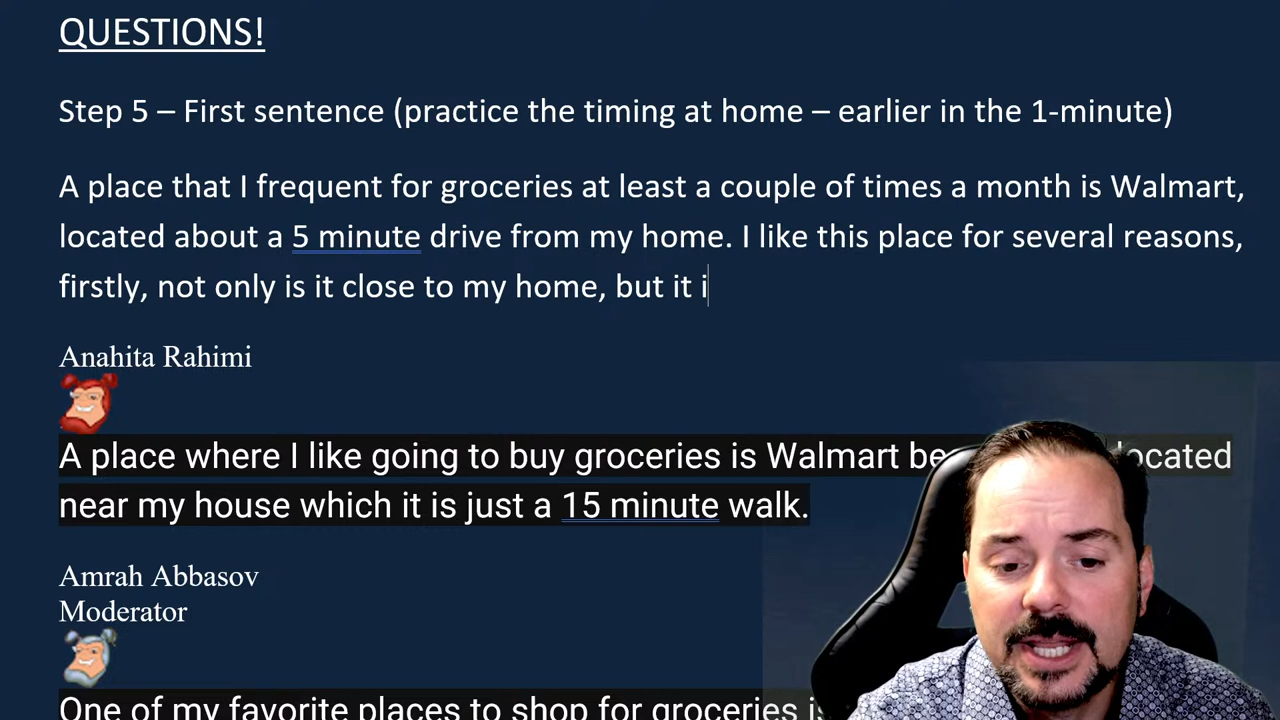 QUESTIONS!
Step 5 – First sentence (practice the timing at home – earlier in the 1-minute)
A place that I frequent for groceries at least a couple of times a month is Walmart,
located about a 5 minute drive from my home. I like this place for several reasons,
firstly, not only is it close to my home, but it i
Anahita Rahimi
A place where I like going to buy groceries is Walmart be
near my house which it is just a 15 minute walk.
Amrah Abbasov
Moderator
One of my favorite places to shop for groceries is